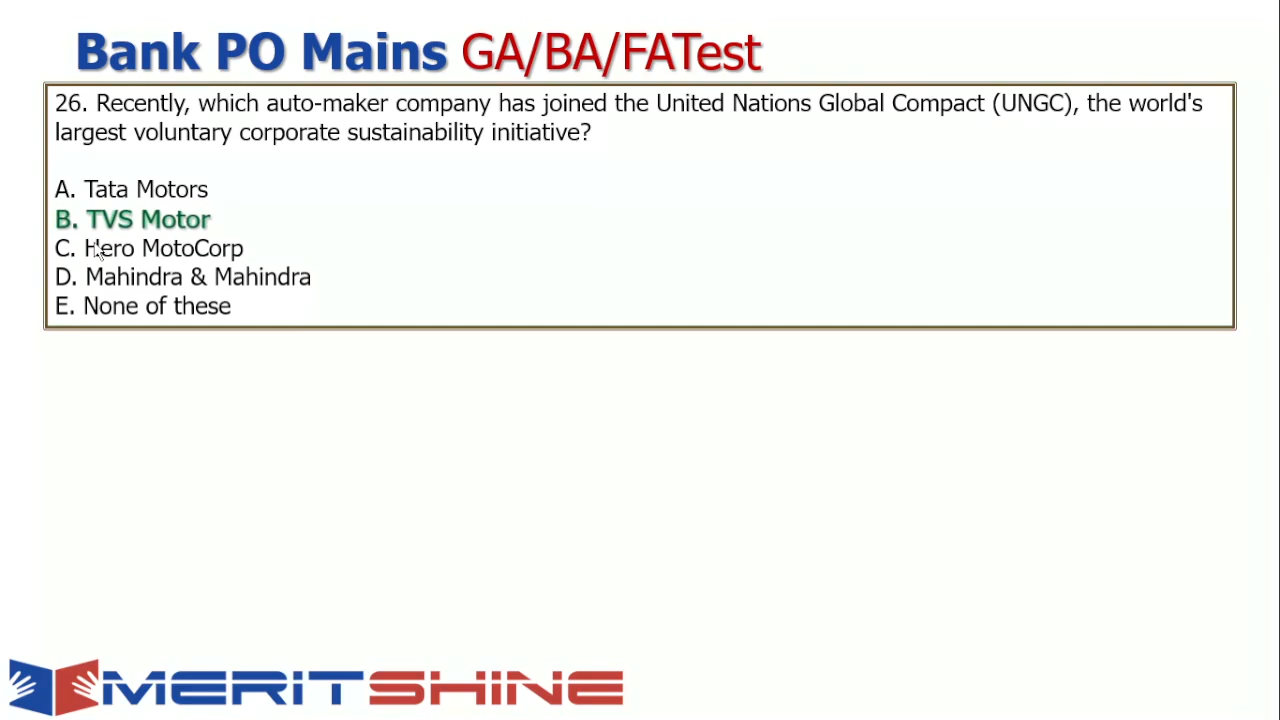 Bank PO Mains GA/BA/FATest
26. Recently, which auto-maker company has joined the United Nations Global Compact (UNGC), the world's
largest voluntary corporate sustainability initiative?
A. Tata Motors
B. TVS Motor
C. Hero MotoCorp
D. Mahindra & Mahindra
E. None of these
MERITSHINE